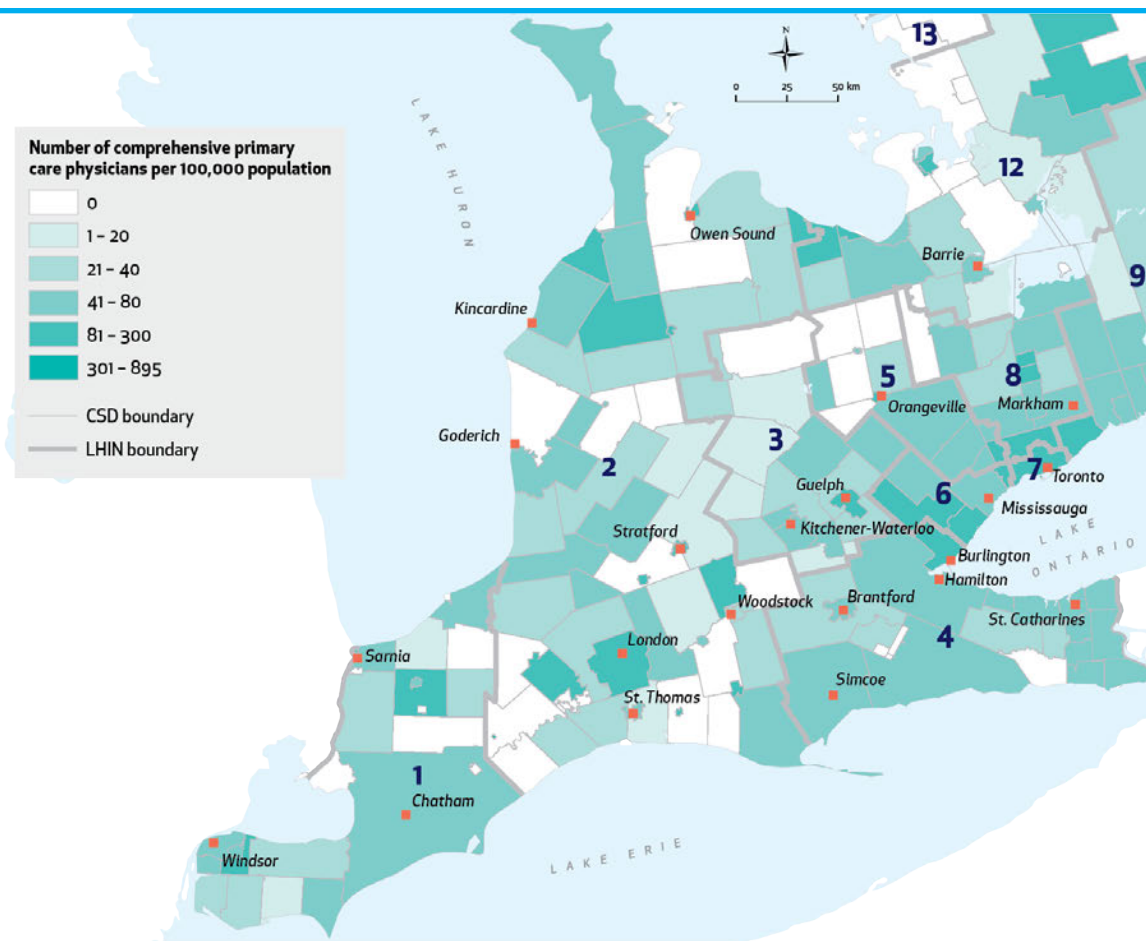 13
N
0 25 50 km
LAKE HURON
Number of comprehensive primary
care physicians per 100,000 population
0
1 – 20
21 – 40
41 – 80
81 – 300
301 – 895
CSD boundary
LHIN boundary
12
Owen Sound
Barrie
9
Kincardine
5
8
Orangeville
Markham
Goderich
3
2
7
Toronto
Guelph
6
Mississauga
Stratford
Kitchener-Waterloo
LAKE
ONTARIO
Burlington
Hamilton
Woodstock
Brantford
St. Catharines
London
4
Sarnia
Simcoe
St. Thomas
1
Chatham
Windsor
LAKE ERIE